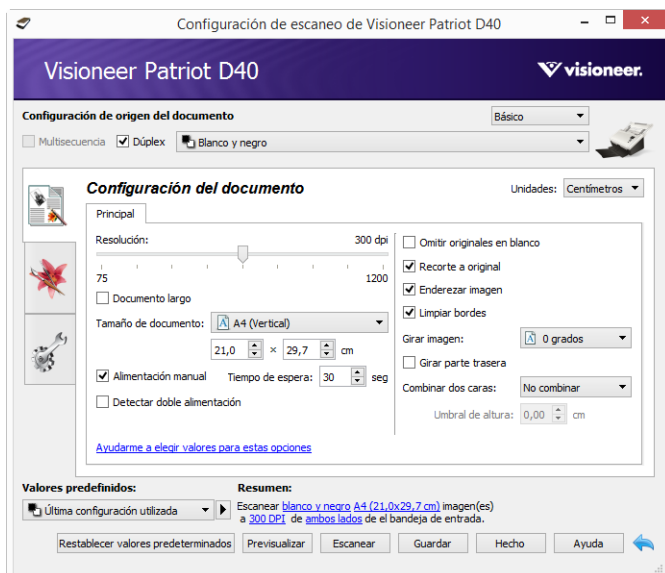 Configuración de escaneo de Visioneer Patriot D40
Visioneer Patriot D40
visioneer.
Configuración de origen del documento
Básico
Multisecuencia
Dúplex
Blanco y negro
Configuración del documento
Unidades: Centímetros
Principal
Resolución: 300 dpi
75 1200
Documento largo
Tamaño de documento: A4 (Vertical)
21,0 × 29,7 cm
Alimentación manual Tiempo de espera: 30 seg
Detectar doble alimentación
Ayudarme a elegir valores para estas opciones
Omitir originales en blanco
Recorte a original
Enderezar imagen
Limpiar bordes
Girar imagen: 0 grados
Girar parte trasera
Combinar dos caras: No combinar
Umbral de altura: 0,00 cm
Valores predefinidos:
Última configuración utilizada
Resumen:
Escanear blanco y negro A4 (21,0x29,7 cm) imagen(es)
a 300 DPI de ambos lados de el bandeja de entrada.
Restablecer valores predeterminados Previsualizar Escanear Guardar Hecho Ayuda